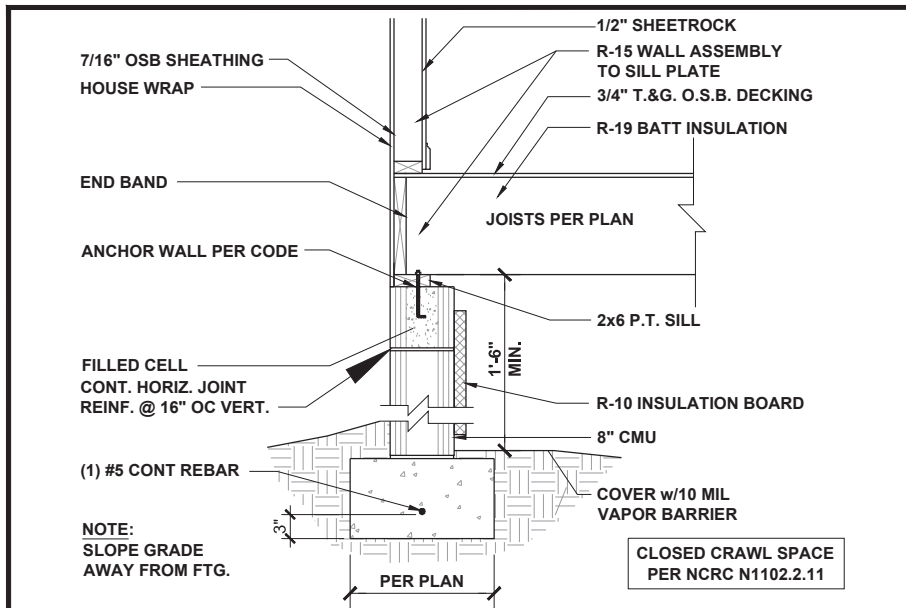 7/16" OSB SHEATHING
HOUSE WRAP
END BAND
ANCHOR WALL PER CODE
FILLED CELL
CONT. HORIZ. JOINT
REINF. @ 16" OC VERT.
(1) #5 CONT REBAR
NOTE:
SLOPE GRADE
AWAY FROM FTG.
3"
PER PLAN
1/2" SHEETROCK
R-15 WALL ASSEMBLY
TO SILL PLATE
3/4" T.&G. O.S.B. DECKING
R-19 BATT INSULATION
JOISTS PER PLAN
2x6 P.T. SILL
1'-6"
MIN.
R-10 INSULATION BOARD
8" CMU
COVER w/10 MIL
VAPOR BARRIER
CLOSED CRAWL SPACE
PER NCRC N1102.2.11